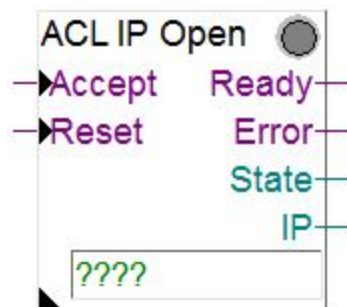 ACL IP Open
Accept Ready
Reset Error
State
IP
????